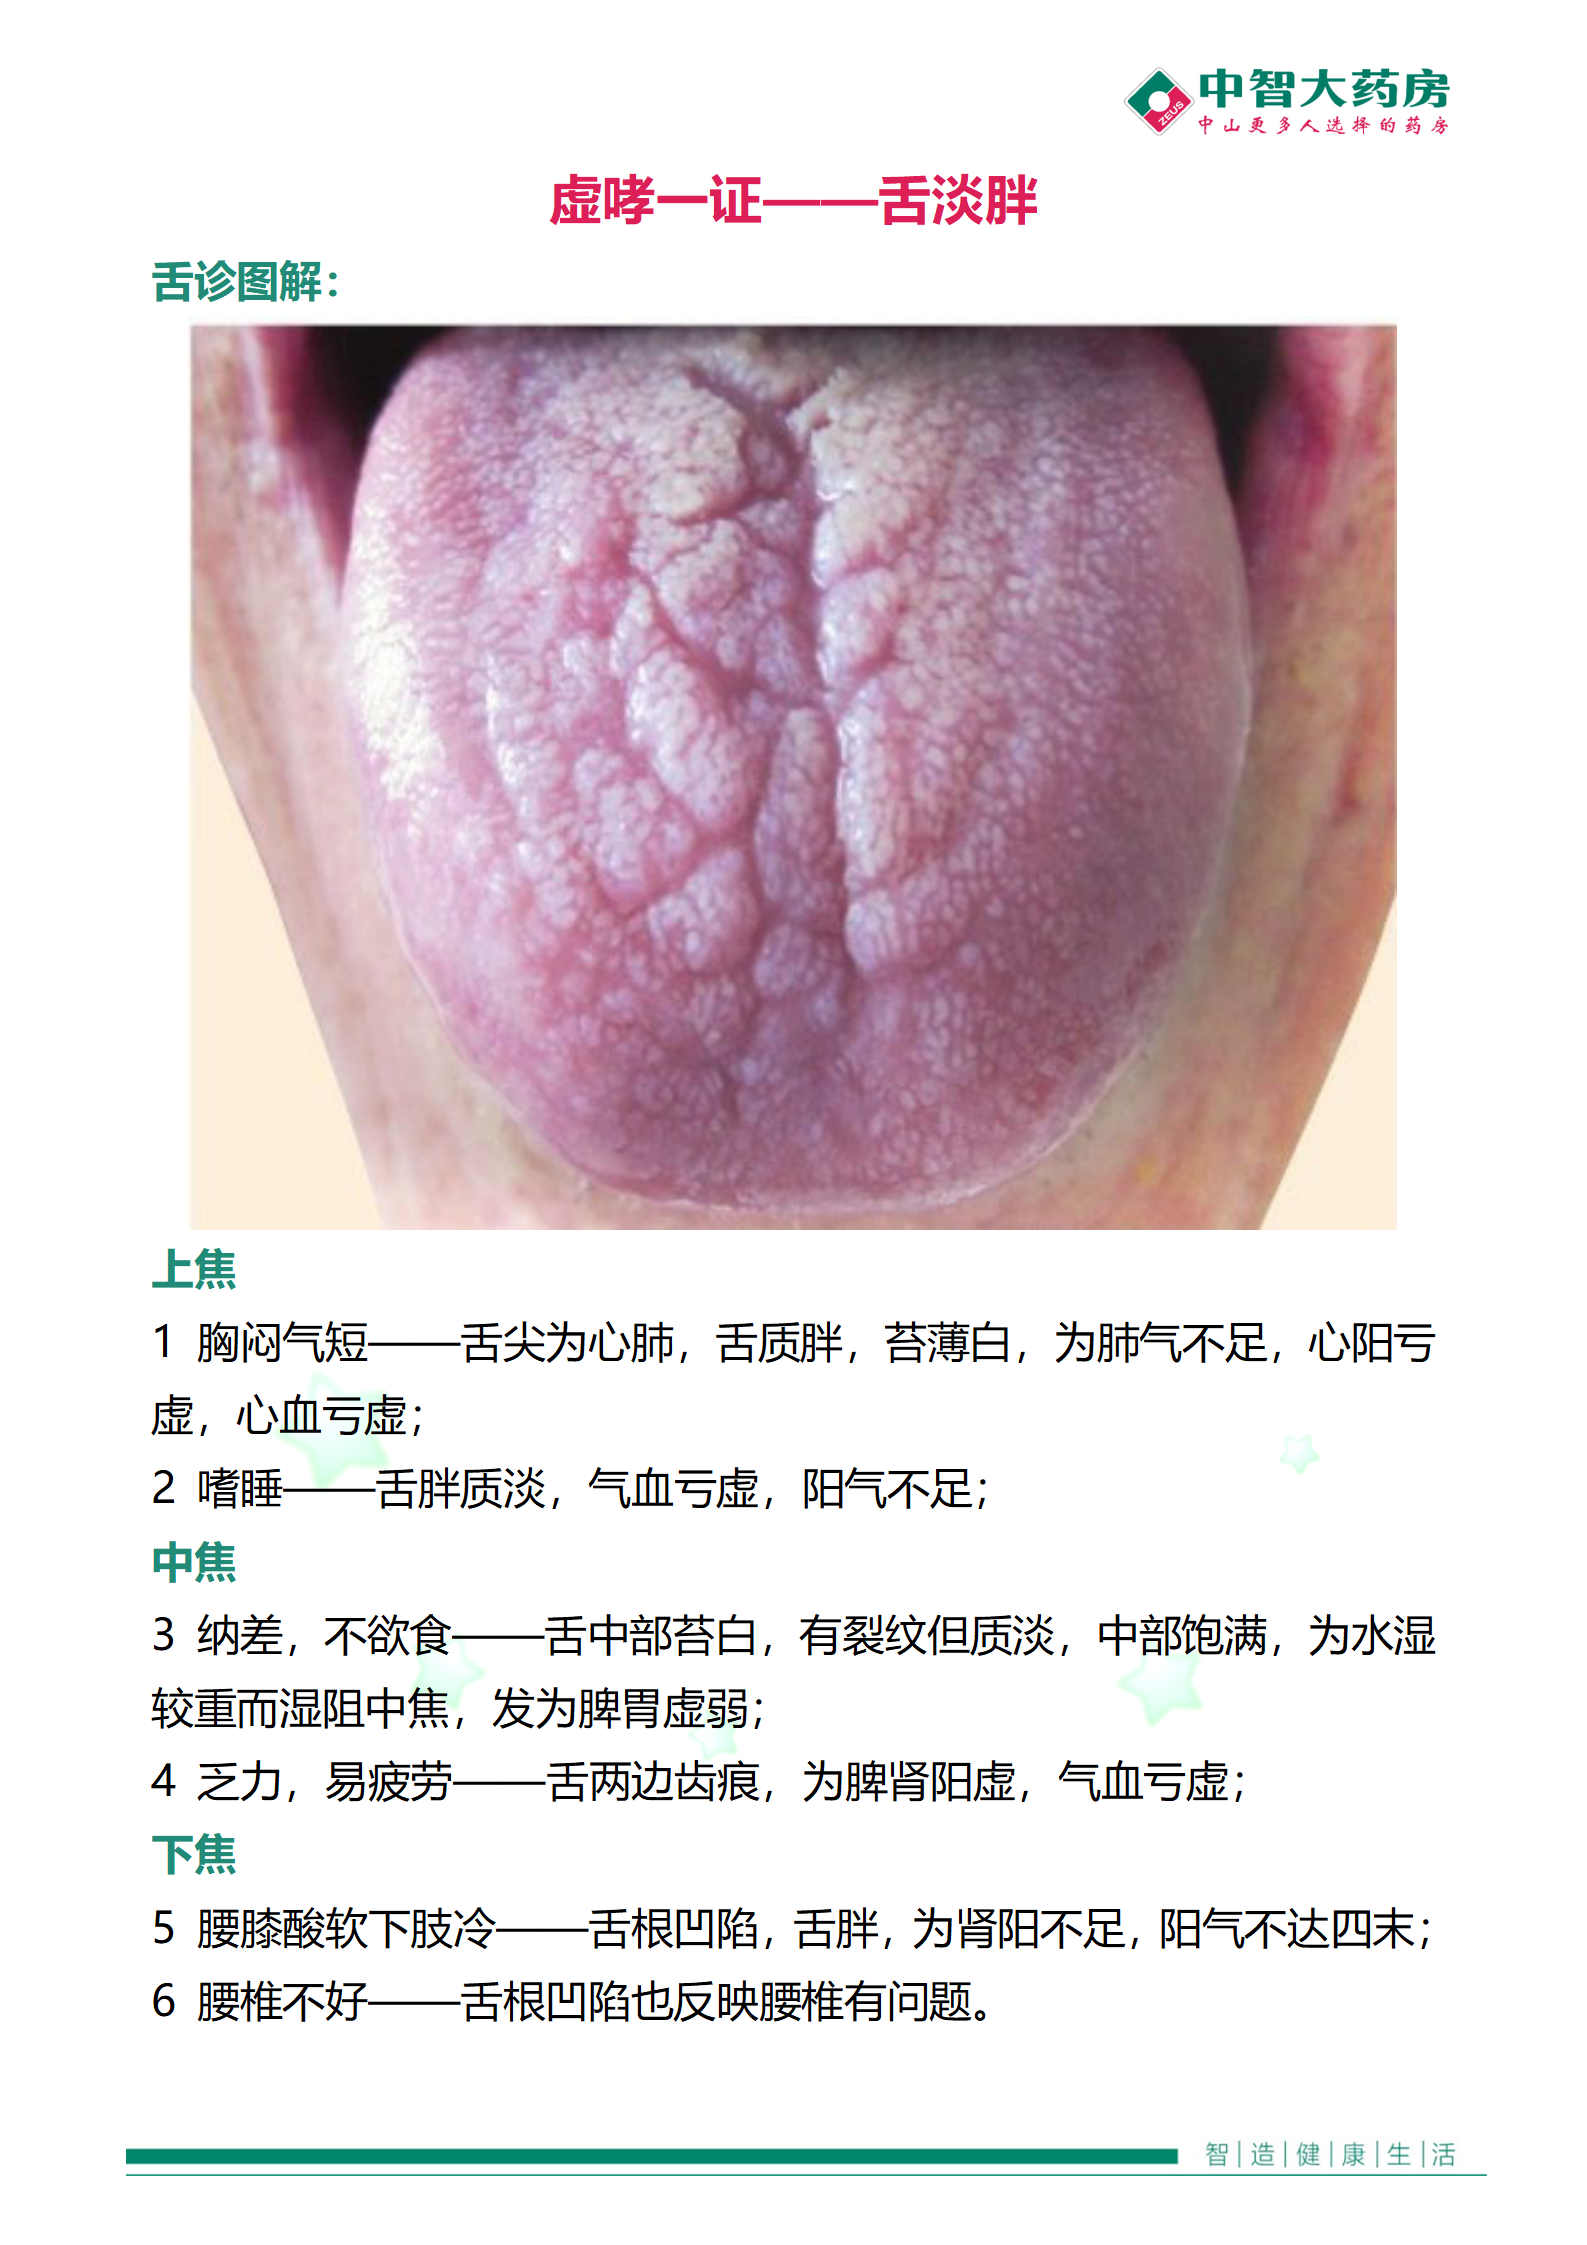 中智大药房
ZEUS
中山更多人选择的药房
虚哮一证——舌淡胖
舌诊图解：
上焦
1 胸闷气短——舌尖为心肺，舌质胖，苔薄白，为肺气不足，心阳亏
虚，心血亏虚；
2 嗜睡——舌胖质淡，气血亏虚，阳气不足；
中焦
3 纳差，不欲食——舌中部苔白，有裂纹但质淡，中部饱满，为水湿
较重而湿阻中焦，发为脾胃虚弱；
4 乏力，易疲劳——舌两边齿痕，为脾肾阳虚，气血亏虚；
下焦
5 腰膝酸软下肢冷——舌根凹陷，舌胖，为肾阳不足，阳气不达四末；
6 腰椎不好——舌根凹陷也反映腰椎有问题。
智|造|健|康|生|活